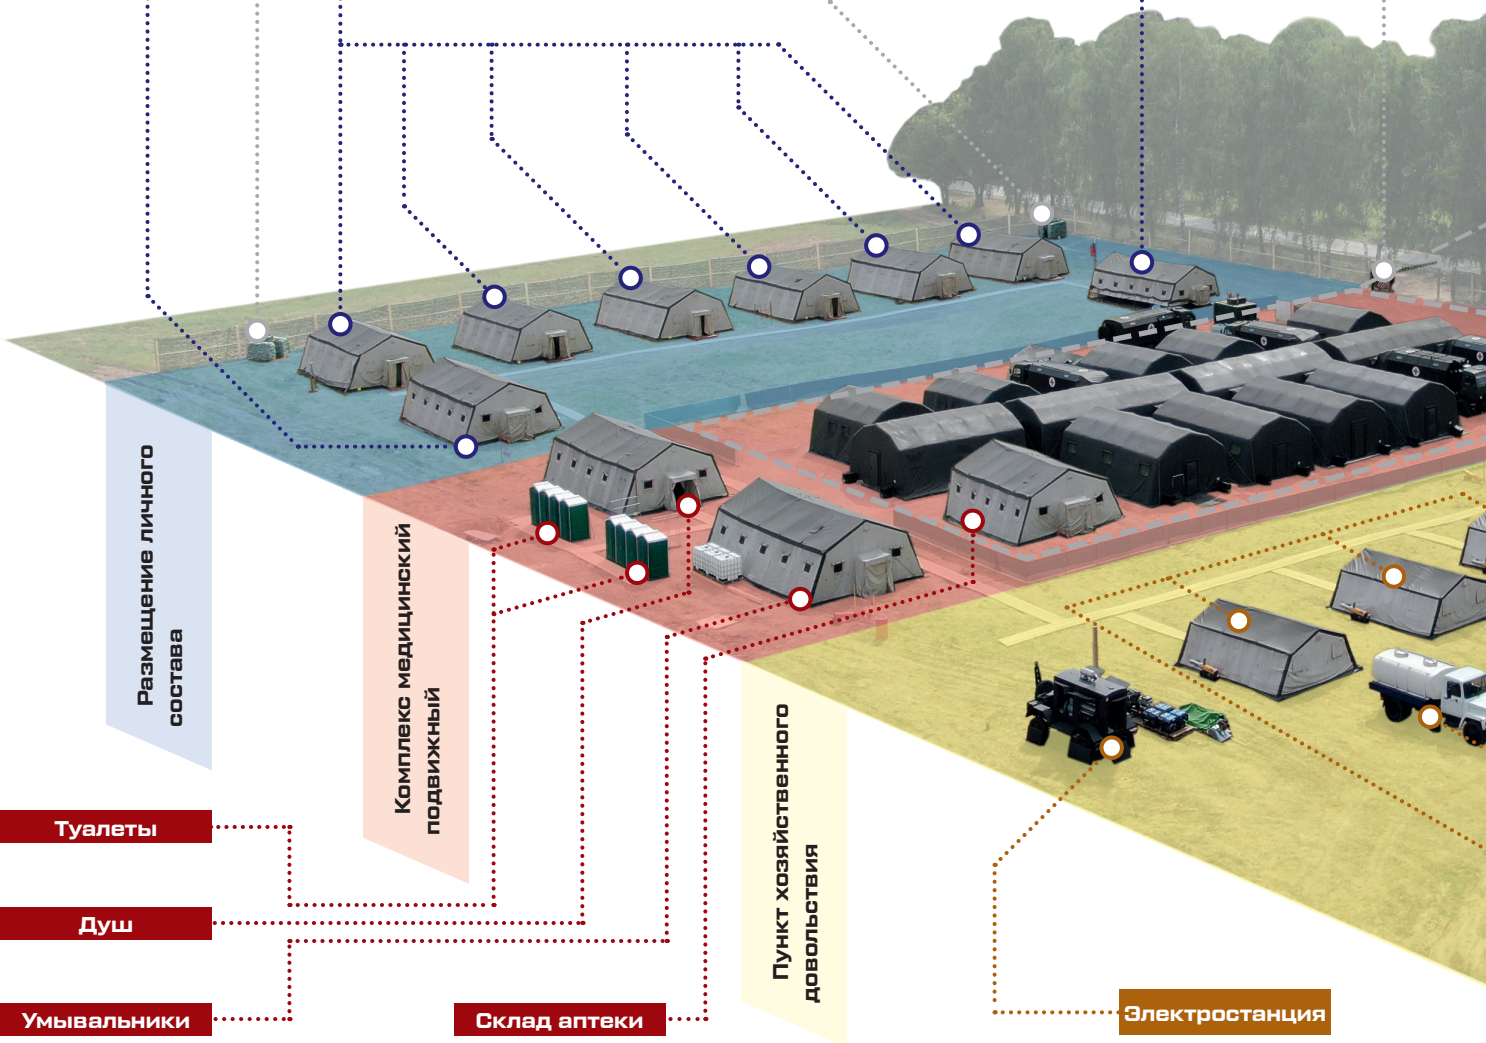 Размещение личного
состава
Комплекс медицинский
подвижный
Пункт хозяйственного
довольствия
Туалеты
Душ
Умывальники
Склад аптеки
Электростанция